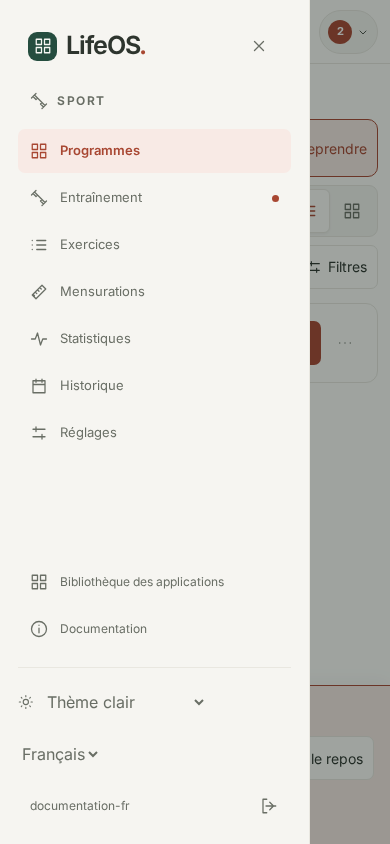 LifeOS.
2
SPORT
Programmes
eprendre
Entraînement
Exercices
Filtres
Mensurations
Statistiques
...
Historique
Réglages
Bibliothèque des applications
Documentation
Thème clair
Français
le repos
documentation-fr